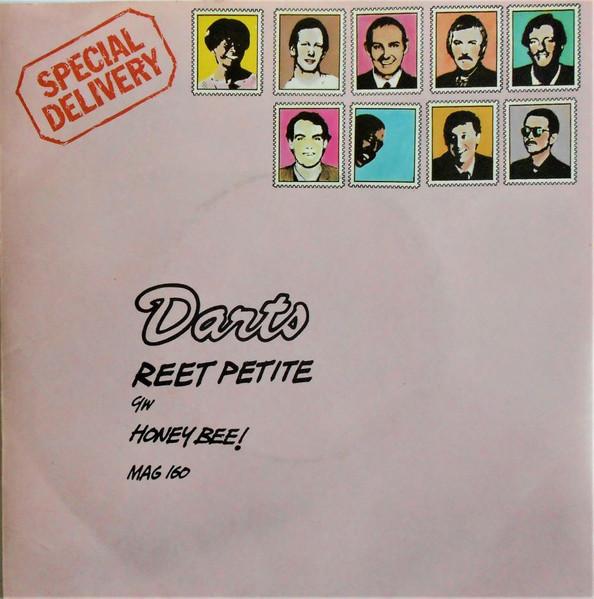 SPECIAL
DELIVERY
Darts
REET PETITE
c/w
HONEY BEE!
MAG 160